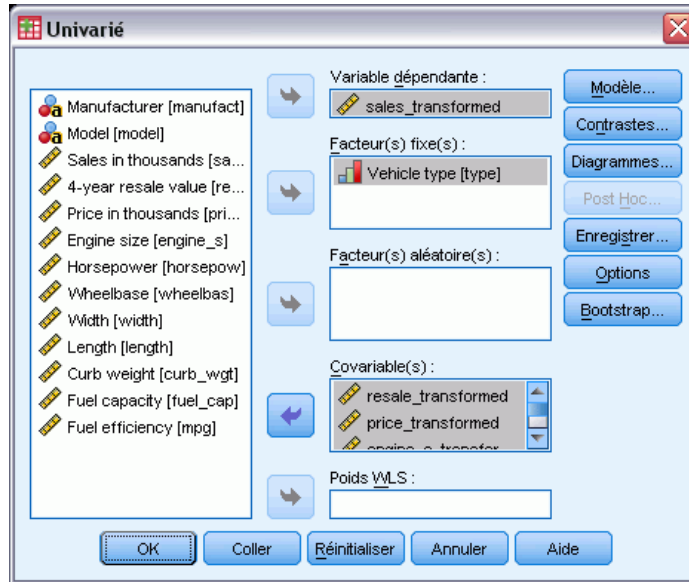 Univarié
Manufacturer [manufact]
Model [model]
Sales in thousands [sa...
4-year resale value [re...
Price in thousands [pri...
Engine size [engine_s]
Horsepower [horsepow]
Wheelbase [wheelbas]
Width [width]
Length [length]
Curb weight [curb_wgt]
Fuel capacity [fuel_cap]
Fuel efficiency [mpg]
Variable dépendante :
sales_transformed
Facteur(s) fixe(s) :
Vehicle type [type]
Facteur(s) aléatoire(s) :
Covariable(s) :
resale_transformed
price_transformed
Poids WLS :
Modèle...
Contrastes...
Diagrammes...
Post Hoc...
Enregistrer...
Options
Bootstrap...
OK
Coller
Réinitialiser
Annuler
Aide